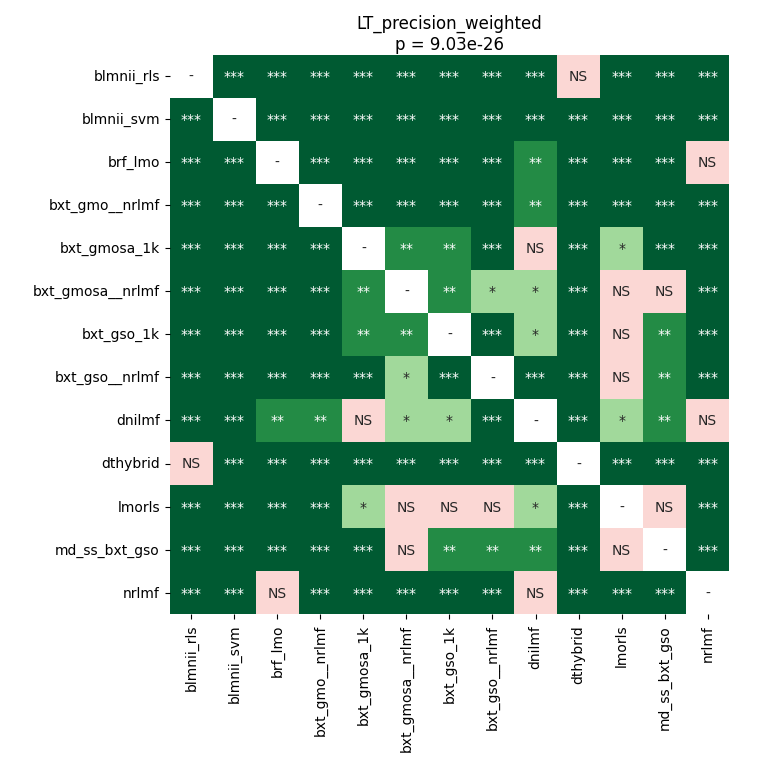 LT_precision_weighted
p = 9.03e-26
blmnii_rls - *** *** *** *** *** *** *** *** NS *** *** ***
blmnii_svm *** - *** *** *** *** *** *** *** *** *** *** ***
brf_lmo *** *** - *** *** *** *** *** ** *** *** *** NS
bxt_gmo__nrlmf *** *** *** - *** *** *** *** ** *** *** *** ***
bxt_gmosa_1k *** *** *** *** - ** ** *** NS *** * *** ***
bxt_gmosa__nrlmf *** *** *** *** ** - ** * * *** NS NS ***
bxt_gso_1k *** *** *** *** ** ** - *** * *** NS ** ***
bxt_gso__nrlmf *** *** *** *** *** * *** - *** *** NS ** ***
dnilmf *** *** ** ** NS * * *** - *** * ** NS
dthybrid NS *** *** *** *** *** *** *** *** - *** *** ***
lmorls *** *** *** *** * NS NS NS * *** - NS ***
md_ss_bxt_gso *** *** *** *** *** NS ** ** ** *** NS - ***
nrlmf *** *** NS *** *** *** *** *** NS *** *** *** -
blmnii_rls
blmnii_svm
brf_lmo
bxt_gmo__nrlmf
bxt_gmosa_1k
bxt_gmosa__nrlmf
bxt_gso_1k
bxt_gso__nrlmf
dnilmf
dthybrid
lmorls
md_ss_bxt_gso
nrlmf